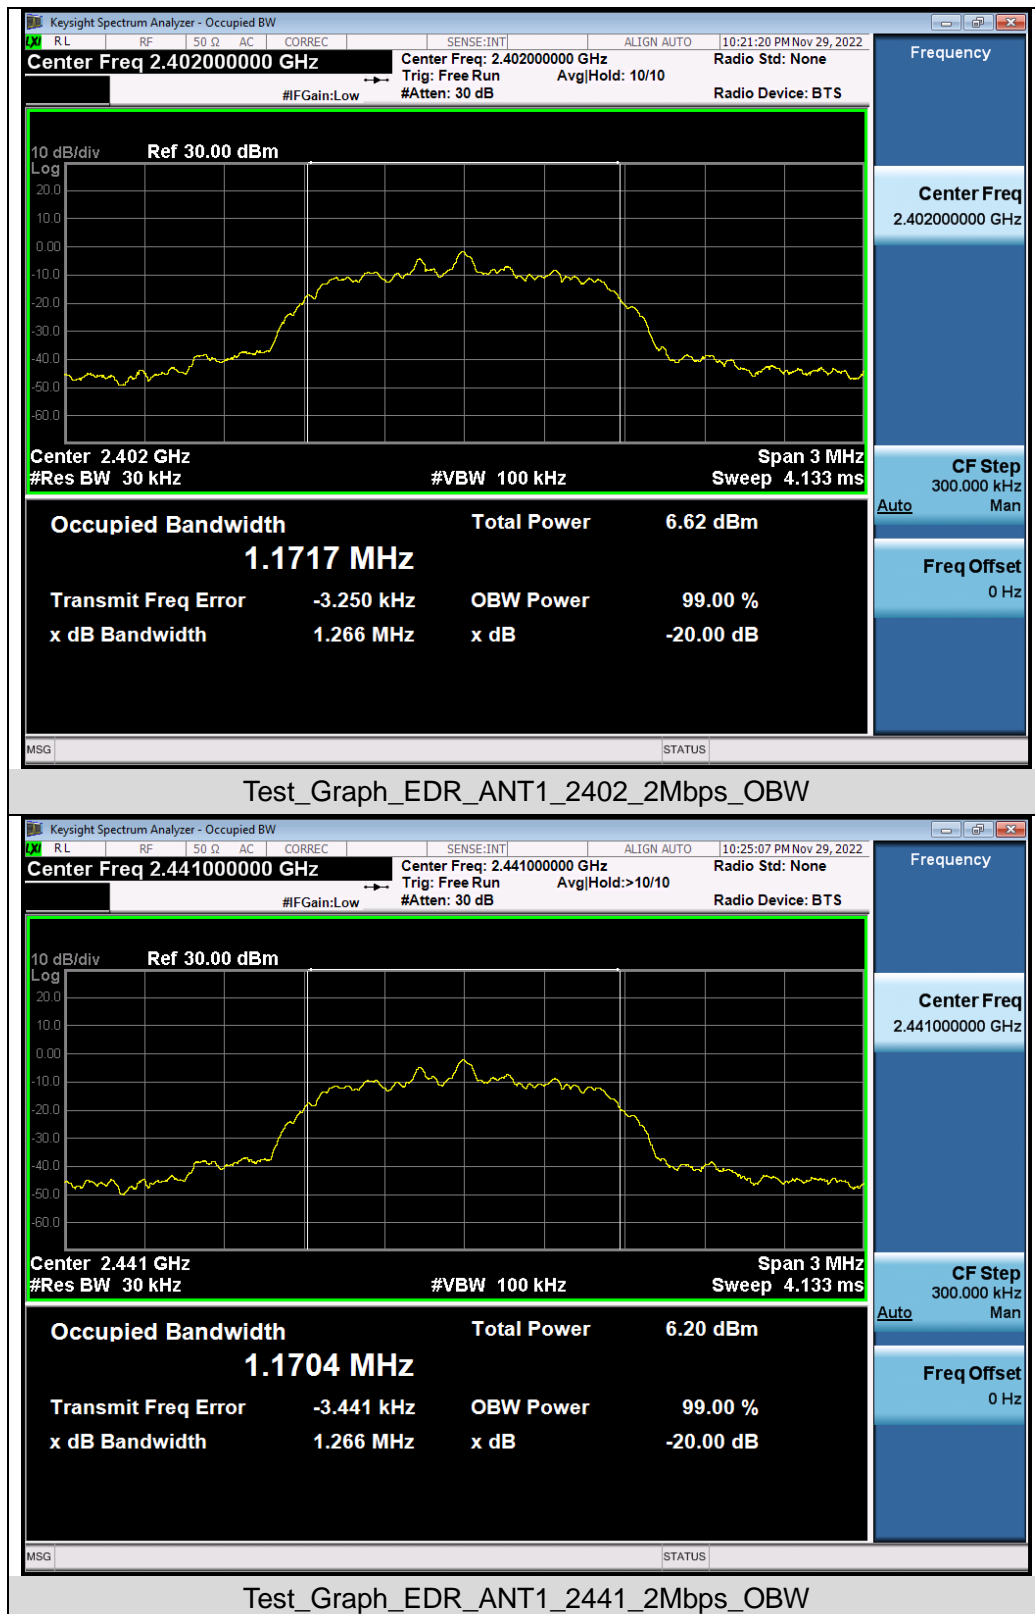 Keysight Spectrum Analyzer - Occupied BW
LXI RL RF 50 Ω AC CORREC SENSE:INT ALIGN AUTO 10:21:20 PM Nov 29, 2022
Center Freq 2.402000000 GHz Center Freq: 2.402000000 GHz Radio Std: None Frequency
Trig: Free Run Avg|Hold: 10/10
#IFGain:Low #Atten: 30 dB Radio Device: BTS
10 dB/div Ref 30.00 dBm
Log
20.0
10.0
0.00
-10.0
-20.0
-30.0
-40.0
-50.0
-60.0
Center Freq
2.402000000 GHz
Center 2.402 GHz Span 3 MHz
#Res BW 30 kHz #VBW 100 kHz Sweep 4.133 ms
CF Step
300.000 kHz
Auto Man
Occupied Bandwidth Total Power 6.62 dBm
1.1717 MHz
Transmit Freq Error -3.250 kHz OBW Power 99.00 %
x dB Bandwidth 1.266 MHz x dB -20.00 dB
Freq Offset
0 Hz
MSG STATUS
Test_Graph_EDR_ANT1_2402_2Mbps_OBW
Keysight Spectrum Analyzer - Occupied BW
LXI RL RF 50 Ω AC CORREC SENSE:INT ALIGN AUTO 10:25:07 PM Nov 29, 2022
Center Freq 2.441000000 GHz Center Freq: 2.441000000 GHz Radio Std: None Frequency
Trig: Free Run Avg|Hold:>10/10
#IFGain:Low #Atten: 30 dB Radio Device: BTS
10 dB/div Ref 30.00 dBm
Log
20.0
10.0
0.00
-10.0
-20.0
-30.0
-40.0
-50.0
-60.0
Center Freq
2.441000000 GHz
Center 2.441 GHz Span 3 MHz
#Res BW 30 kHz #VBW 100 kHz Sweep 4.133 ms
CF Step
300.000 kHz
Auto Man
Occupied Bandwidth Total Power 6.20 dBm
1.1704 MHz
Transmit Freq Error -3.441 kHz OBW Power 99.00 %
x dB Bandwidth 1.266 MHz x dB -20.00 dB
Freq Offset
0 Hz
MSG STATUS
Test_Graph_EDR_ANT1_2441_2Mbps_OBW